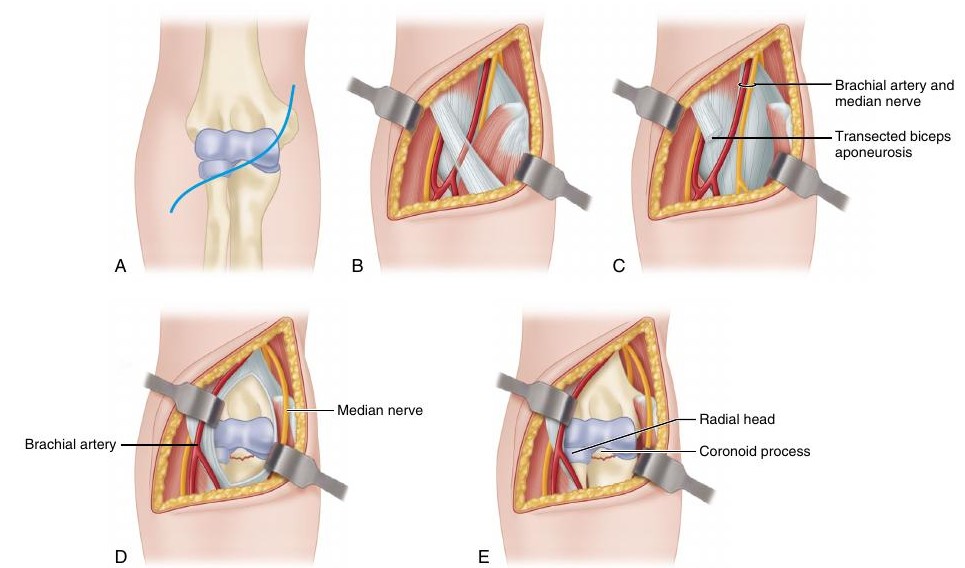 Brachial artery and
median nerve
Transected biceps
aponeurosis
A
B
C
Median nerve
Brachial artery
Radial head
Coronoid process
D
E